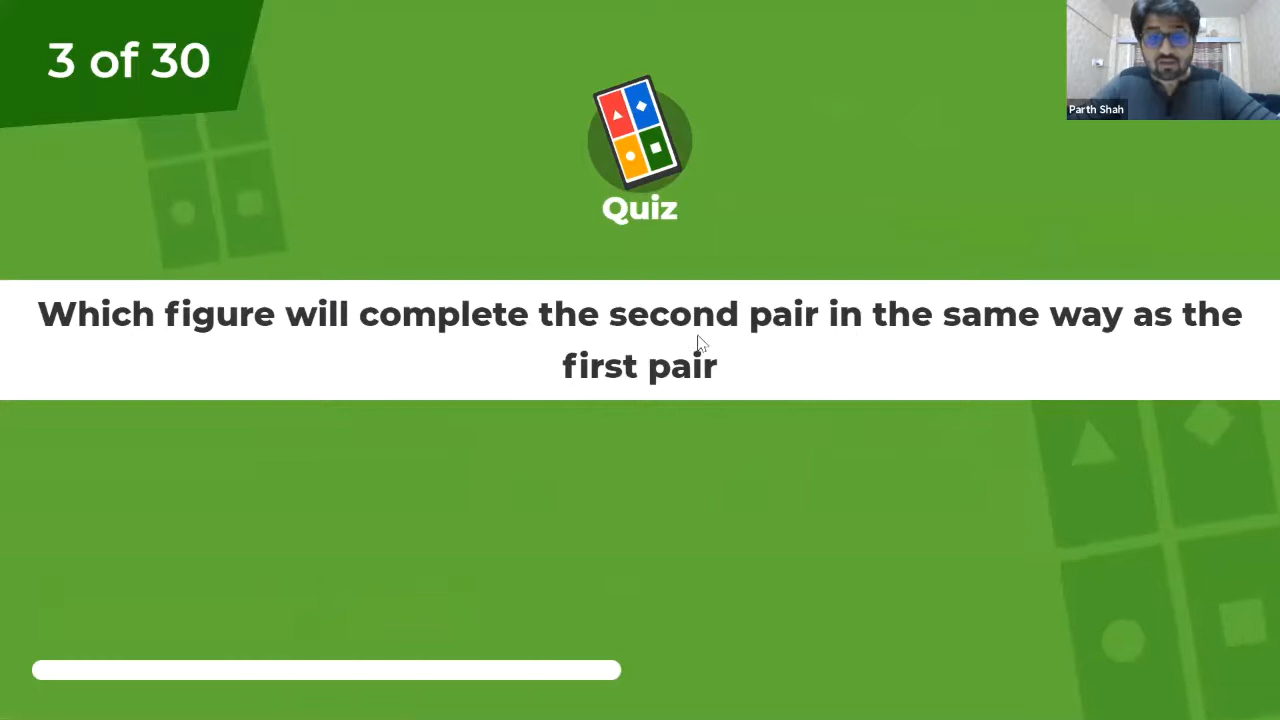 3 of 30
Parth Shah
Quiz
Which figure will complete the second pair in the same way as the
first pair